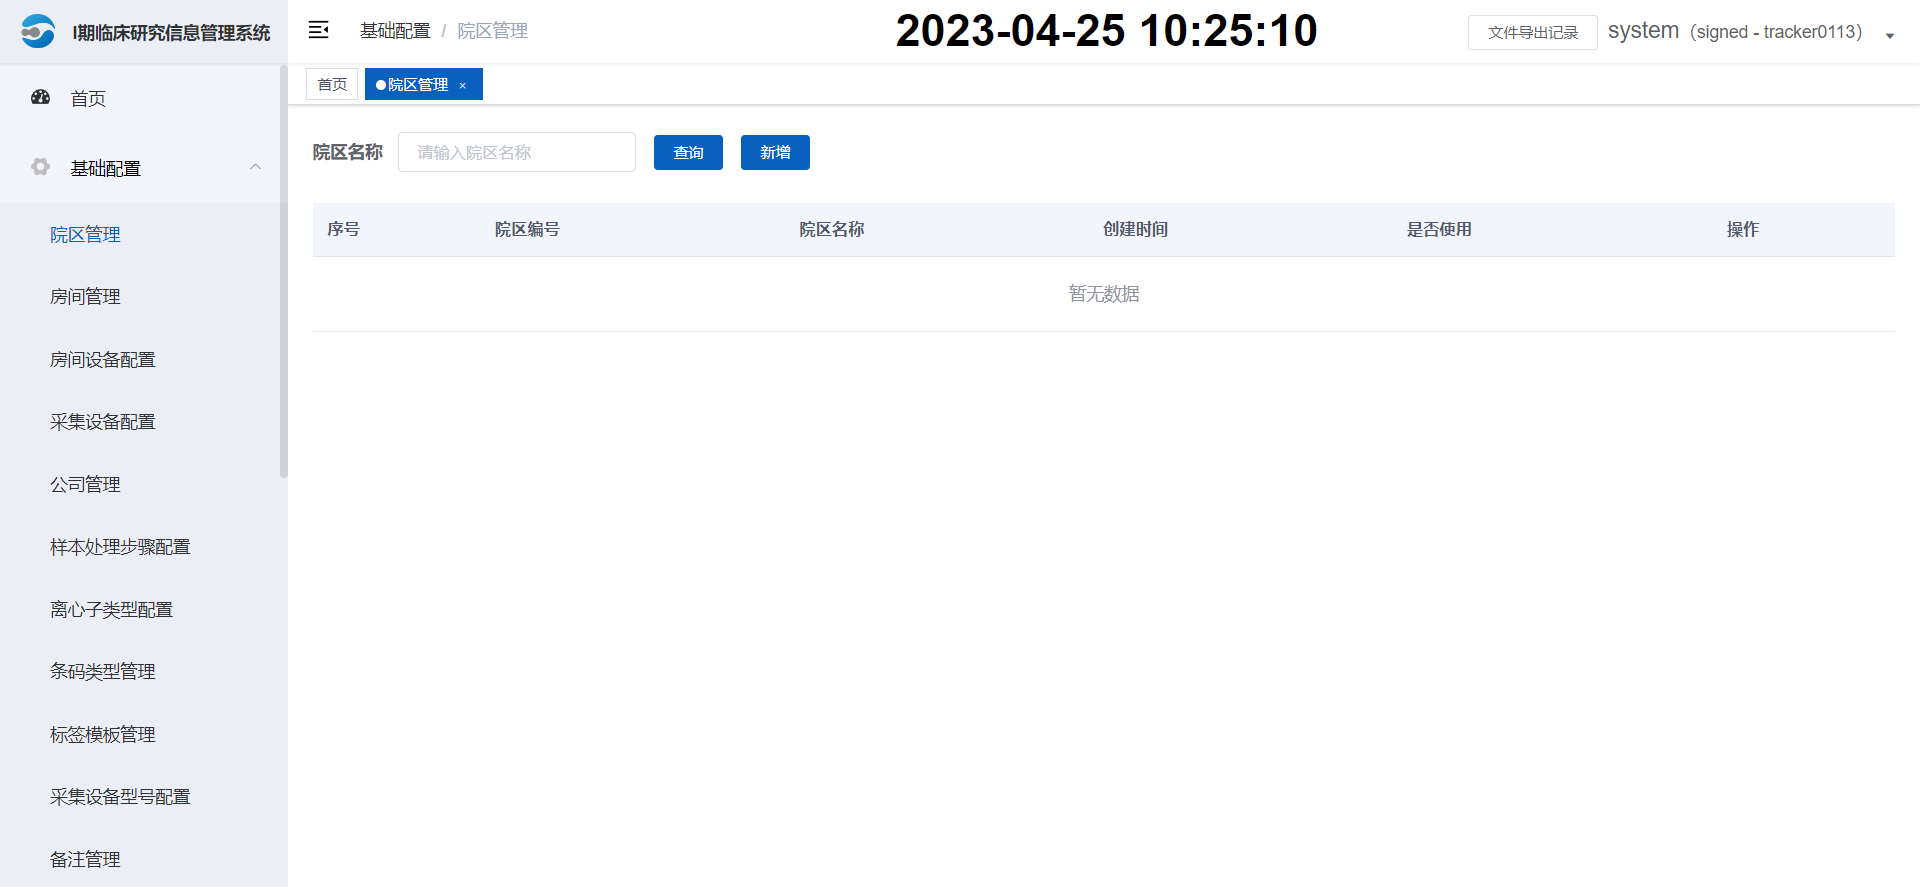 I期临床研究信息管理系统
基础配置 / 院区管理
2023-04-25 10:25:10
文件导出记录
system（signed - tracker0113）
首页
院区管理 ×
首页
基础配置
院区管理
房间管理
房间设备配置
采集设备配置
公司管理
样本处理步骤配置
离心子类型配置
条码类型管理
标签模板管理
采集设备型号配置
备注管理
院区名称 请输入院区名称 查询 新增
序号 院区编号 院区名称 创建时间 是否使用 操作
暂无数据